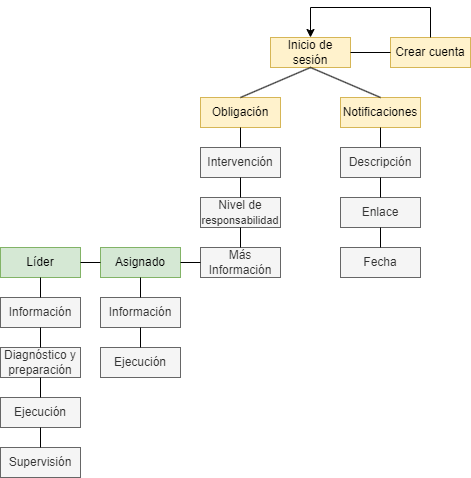 Inicio de
sesión
Crear cuenta
Obligación
Notificaciones
Intervención
Descripción
Nivel de
responsabilidad
Enlace
Líder
Asignado
Más
Información
Fecha
Información
Información
Diagnóstico y
preparación
Ejecución
Ejecución
Supervisión